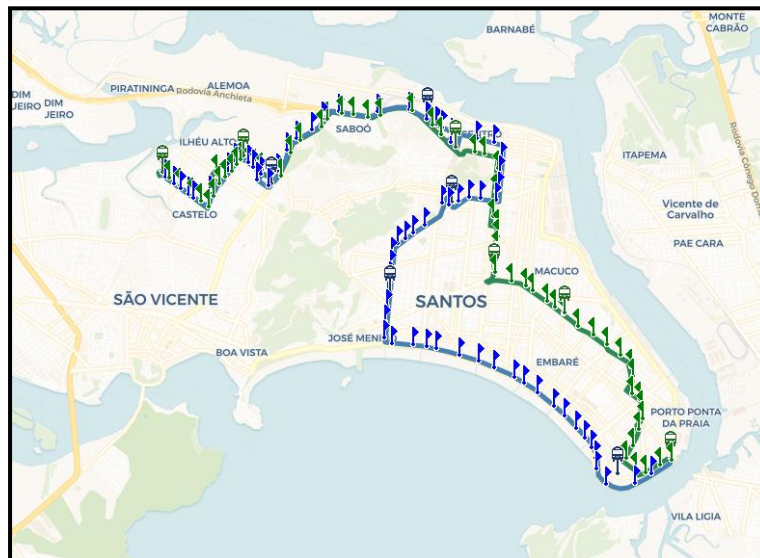 MONTE
CABRÃO
BARNABÉ
DIM
JEIRO
DIM
JEIRO
PIRATININGA
ALEMOA
Rodovia Anchieta
SABOÓ
ILHÉU ALTO
ITAPEMA
Rodovia Cônego Dom
CASTELO
Vicente de
Carvalho
PAE CARA
MACUCO
SÃO VICENTE
SANTOS
JOSÉ MENI
BOA VISTA
EMBARÉ
PORTO PONTA
DA PRAIA
VILA LIGIA